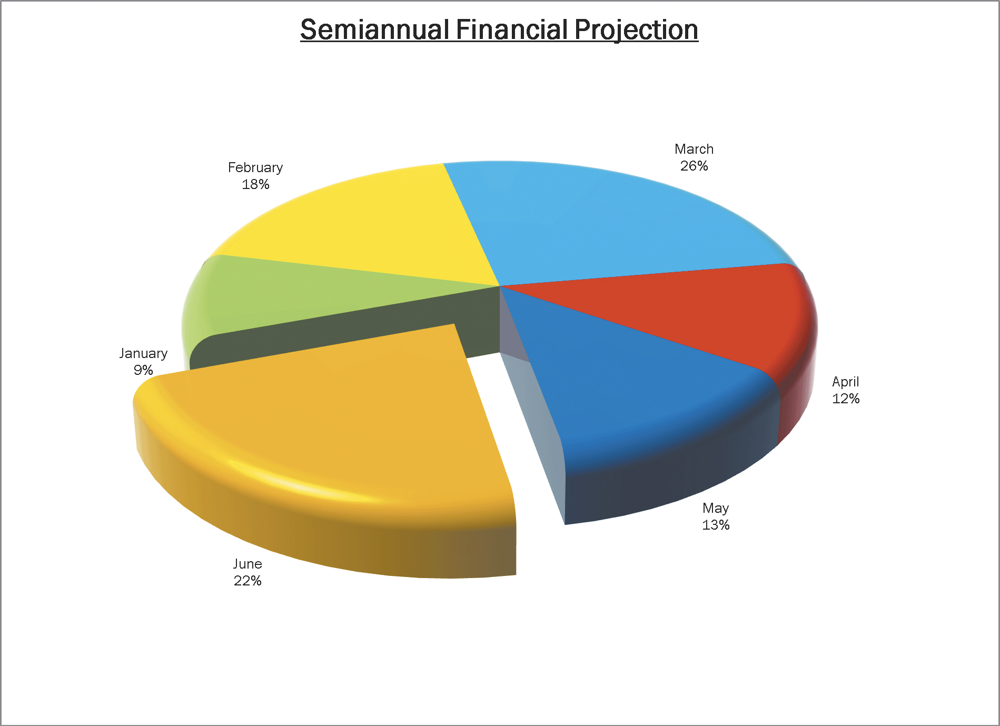 Semiannual Financial Projection
March
26%
February
18%
January
9%
April
12%
May
13%
June
22%